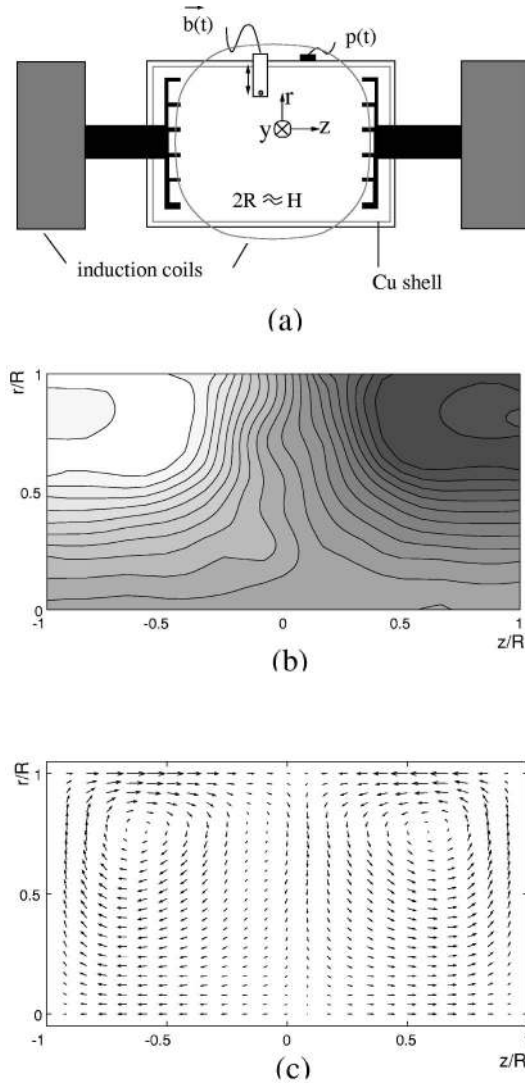 b(t)
p(t)
r
y
z
2R ≈ H
induction coils
Cu shell
(a)
r/R
1
0.5
0
-1
-0.5
0
0.5
1
z/R
(b)
r/R
1
0.5
0
-1
-0.5
0
0.5
1
z/R
(c)